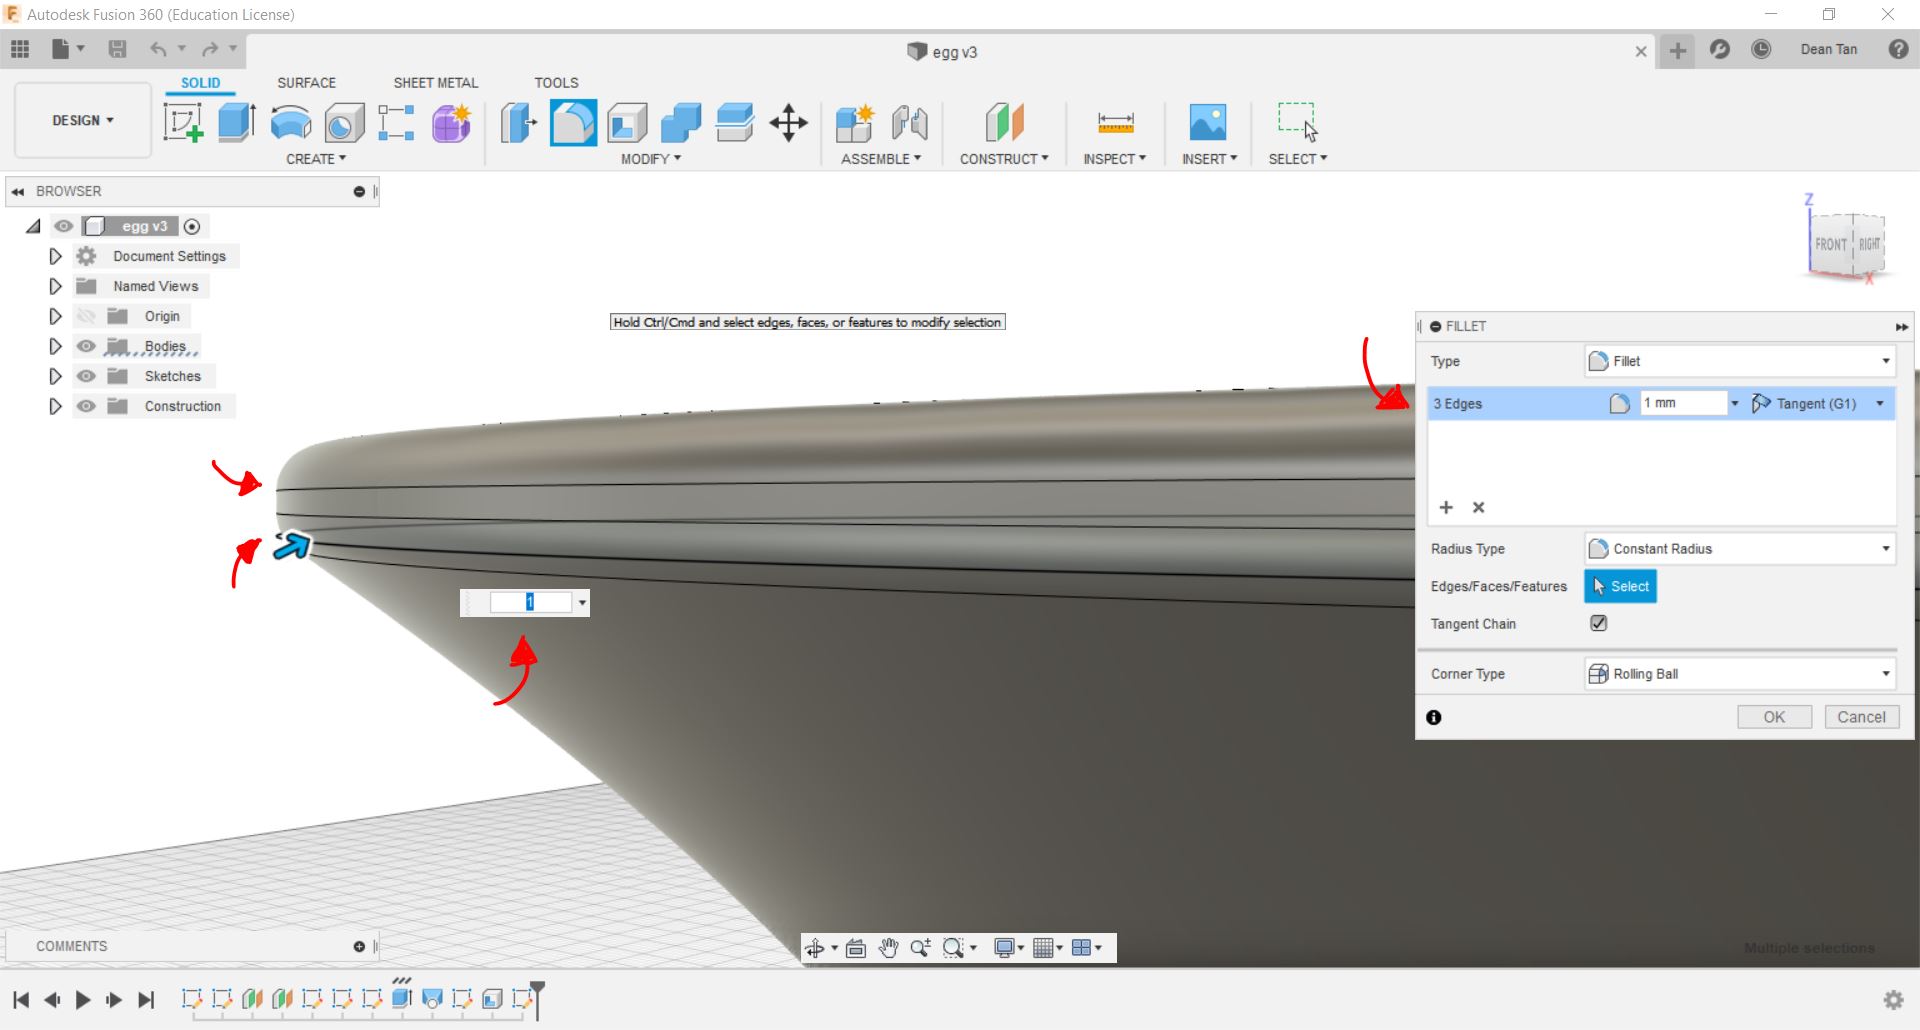 Autodesk Fusion 360 (Education License)
egg v3
Dean Tan
SOLID
SURFACE
SHEET METAL
TOOLS
DESIGN
CREATE
MODIFY
ASSEMBLE
CONSTRUCT
INSPECT
INSERT
SELECT
BROWSER
egg v3
Document Settings
Named Views
Origin
Bodies
Sketches
Construction
Z
FRONT
RIGHT
X
Hold Ctrl/Cmd and select edges, faces, or features to modify selection
1
FILLET
Type
Fillet
3 Edges
1 mm
Tangent (G1)
Radius Type
Constant Radius
Edges/Faces/Features
Select
Tangent Chain
Corner Type
Rolling Ball
OK
Cancel
COMMENTS
Multiple selections